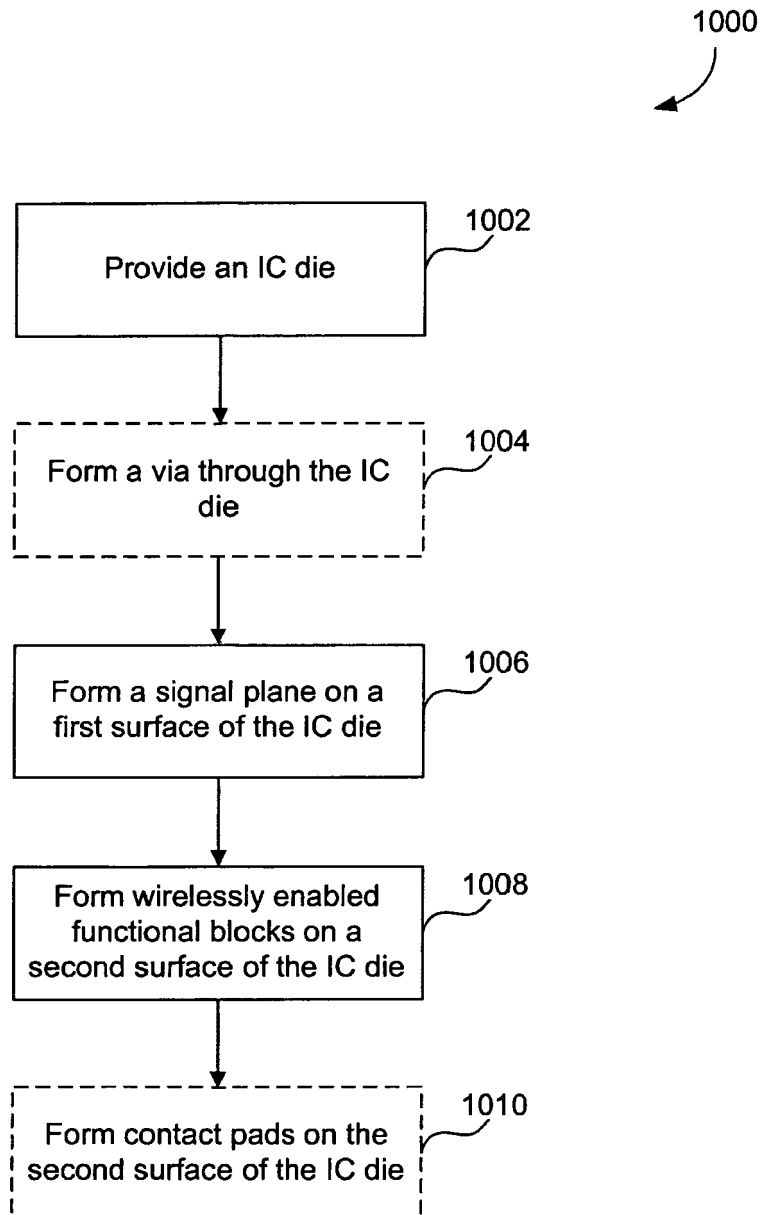 1000
1002
Provide an IC die
1004
Form a via through the IC
die
1006
Form a signal plane on a
first surface of the IC die
1008
Form wirelessly enabled
functional blocks on a
second surface of the IC die
1010
Form contact pads on the
second surface of the IC die